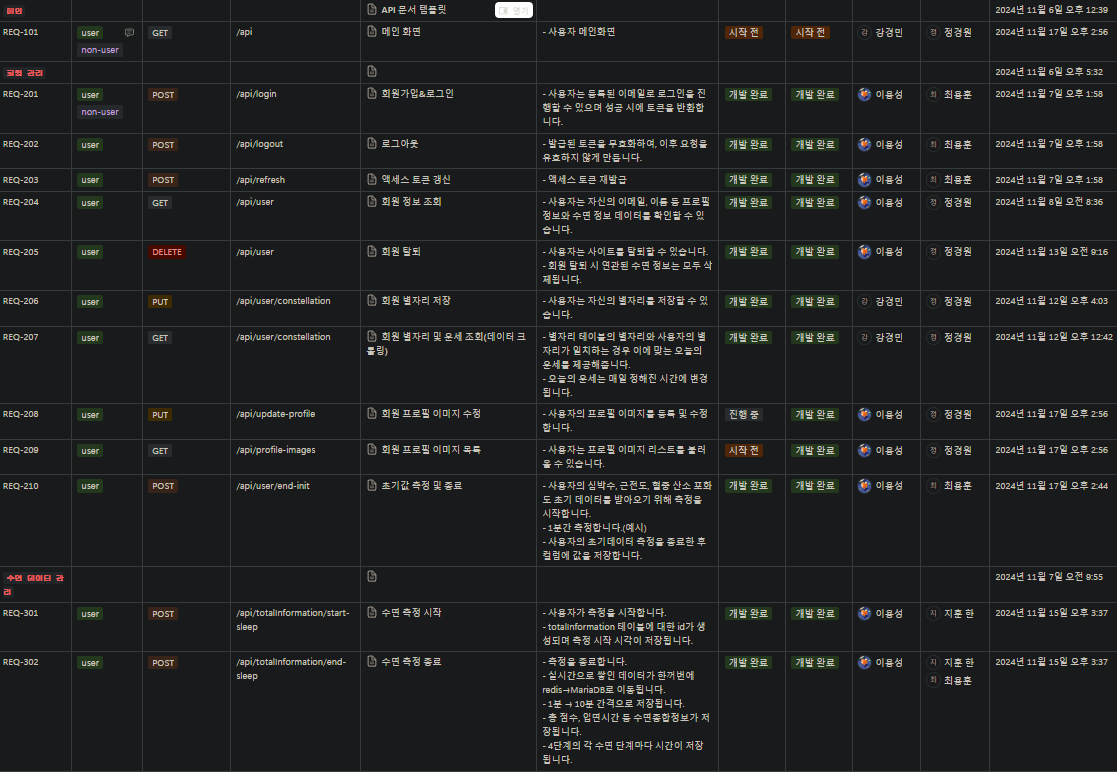 메인
API 문서 템플릿
열기
2024년 11월 6일 오후 12:39
REQ-101
user
non-user
GET
/api
메인 화면
- 사용자 메인화면
시작 전
시작 전
강 강경민
정 정경원
2024년 11월 17일 오후 2:56
회원 관리
2024년 11월 6일 오후 5:32
REQ-201
user
non-user
POST
/api/login
회원가입&로그인
- 사용자는 등록된 이메일로 로그인을 진
행할 수 있으며 성공 시에 토큰을 반환합
니다.
개발 완료
개발 완료
이용성
최 최용훈
2024년 11월 7일 오후 1:58
REQ-202
user
POST
/api/logout
로그아웃
- 발급된 토큰을 무효화하여, 이후 요청을
유효하지 않게 만듭니다.
개발 완료
개발 완료
이용성
최 최용훈
2024년 11월 7일 오후 1:58
REQ-203
user
POST
/api/refresh
액세스 토큰 갱신
- 액세스 토큰 재발급
개발 완료
개발 완료
이용성
최 최용훈
2024년 11월 7일 오후 1:58
REQ-204
user
GET
/api/user
회원 정보 조회
- 사용자는 자신의 이메일, 이름 등 프로필
정보와 수면 정보 데이터를 확인할 수 있
습니다.
개발 완료
개발 완료
이용성
정 정경원
2024년 11월 8일 오전 8:36
REQ-205
user
DELETE
/api/user
회원 탈퇴
- 사용자는 사이트를 탈퇴할 수 있습니다.
- 회원 탈퇴 시 연관된 수면 정보는 모두 삭
제됩니다.
개발 완료
개발 완료
이용성
정 정경원
2024년 11월 13일 오전 9:16
REQ-206
user
PUT
/api/user/constellation
회원 별자리 저장
- 사용자는 자신의 별자리를 저장할 수 있
습니다.
개발 완료
개발 완료
강 강경민
정 정경원
2024년 11월 12일 오후 4:03
REQ-207
user
GET
/api/user/constellation
회원 별자리 및 운세 조회(데이터 크
롤링)
- 별자리 테이블의 별자리와 사용자의 별
자리가 일치하는 경우 이에 맞는 오늘의
운세를 제공해줍니다.
- 오늘의 운세는 매일 정해진 시간에 변경
됩니다.
개발 완료
개발 완료
강 강경민
정 정경원
2024년 11월 12일 오후 12:42
REQ-208
user
PUT
/api/update-profile
회원 프로필 이미지 수정
- 사용자의 프로필 이미지를 등록 및 수정
합니다.
진행 중
개발 완료
이용성
정 정경원
2024년 11월 17일 오후 2:56
REQ-209
user
GET
/api/profile-images
회원 프로필 이미지 목록
- 사용자는 프로필 이미지 리스트를 불러
올 수 있습니다.
시작 전
개발 완료
이용성
정 정경원
2024년 11월 17일 오후 2:56
REQ-210
user
POST
/api/user/end-init
초기값 측정 및 종료
- 사용자의 심박수, 근전도, 혈중 산소 포화
도 초기 데이터를 받아오기 위해 측정을
시작합니다.
- 1분간 측정합니다.(예시)
- 사용자의 초기데이터 측정을 종료한 후
컬럼에 값을 저장합니다.
개발 완료
개발 완료
이용성
최 최용훈
2024년 11월 17일 오후 2:44
수면 데이터 관
리
2024년 11월 7일 오전 9:55
REQ-301
user
POST
/api/totalInformation/start-
sleep
수면 측정 시작
- 사용자가 측정을 시작합니다.
- totalInformation 테이블에 대한 id가 생
성되며 측정 시작 시각이 저장됩니다.
개발 완료
개발 완료
이용성
지 지훈 한
2024년 11월 15일 오후 3:37
REQ-302
user
POST
/api/totalInformation/end-
sleep
수면 측정 종료
- 측정을 종료합니다.
- 실시간으로 쌓인 데이터가 한꺼번에
redis→MariaDB로 이동됩니다.
- 1분 → 10분 간격으로 저장됩니다.
- 총 점수, 입면시간 등 수면종합정보가 저
장됩니다.
- 4단계의 각 수면 단계마다 시간이 저장
됩니다.
개발 완료
개발 완료
이용성
지 지훈 한
최 최용훈
2024년 11월 15일 오후 3:37